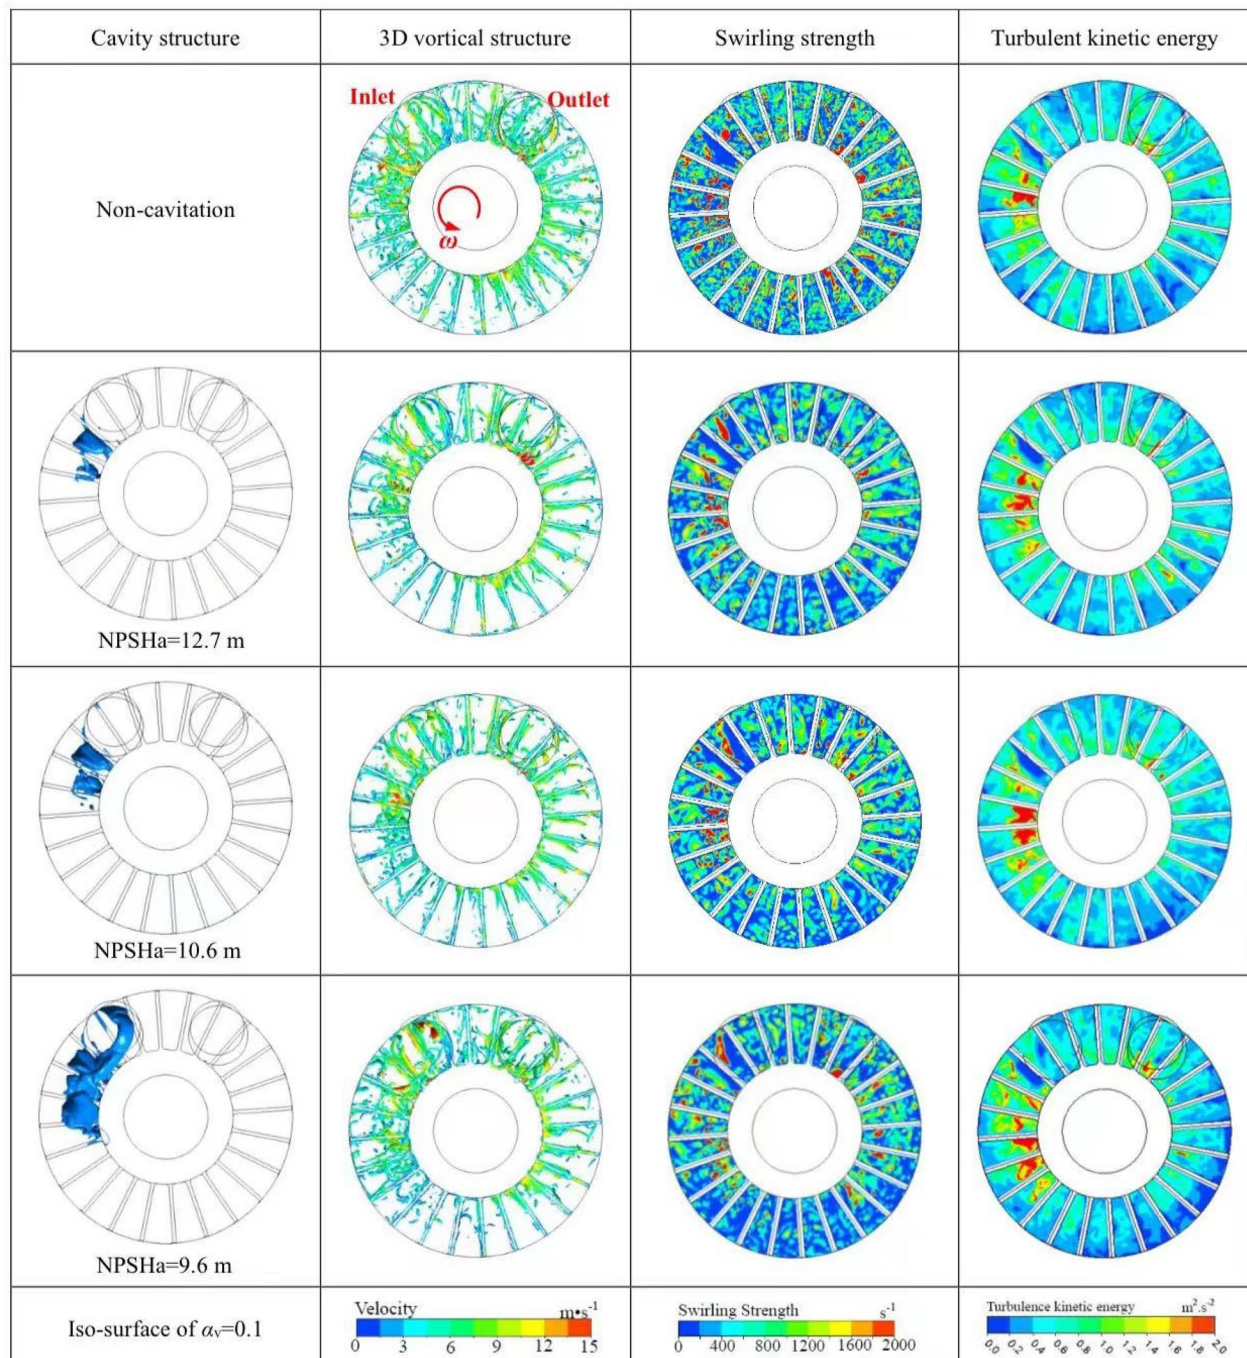 Cavity structure
3D vortical structure
Swirling strength
Turbulent kinetic energy
Non-cavitation
Inlet
Outlet
ω
NPSHa=12.7 m
NPSHa=10.6 m
NPSHa=9.6 m
Iso-surface of αv=0.1
Velocity m•s-1
0 3 6 9 12 15
Swirling Strength s-1
0 400 800 1200 1600 2000
Turbulence kinetic energy m2.s-2
0.0 0.2 0.4 0.6 0.8 1.0 1.2 1.4 1.6 1.8 2.0